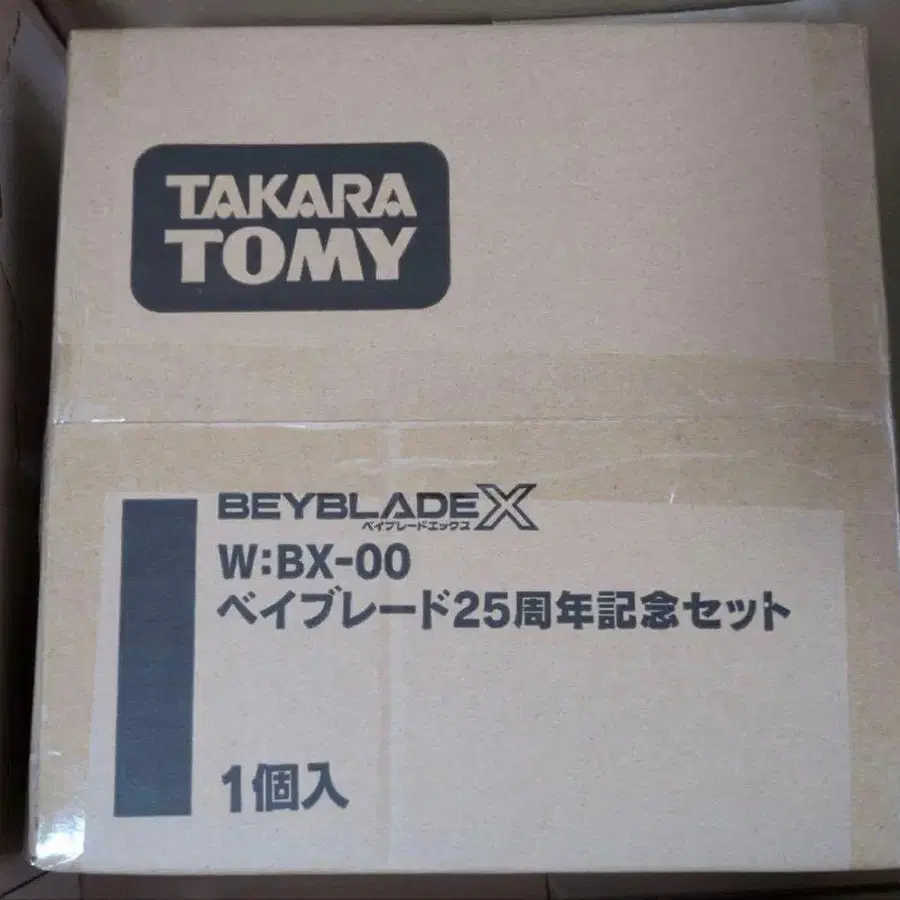 TAKARA
TOMY
BEYBLADE X
ベイブレードエックス
W:BX-00
ベイブレード25周年記念セット
1個入